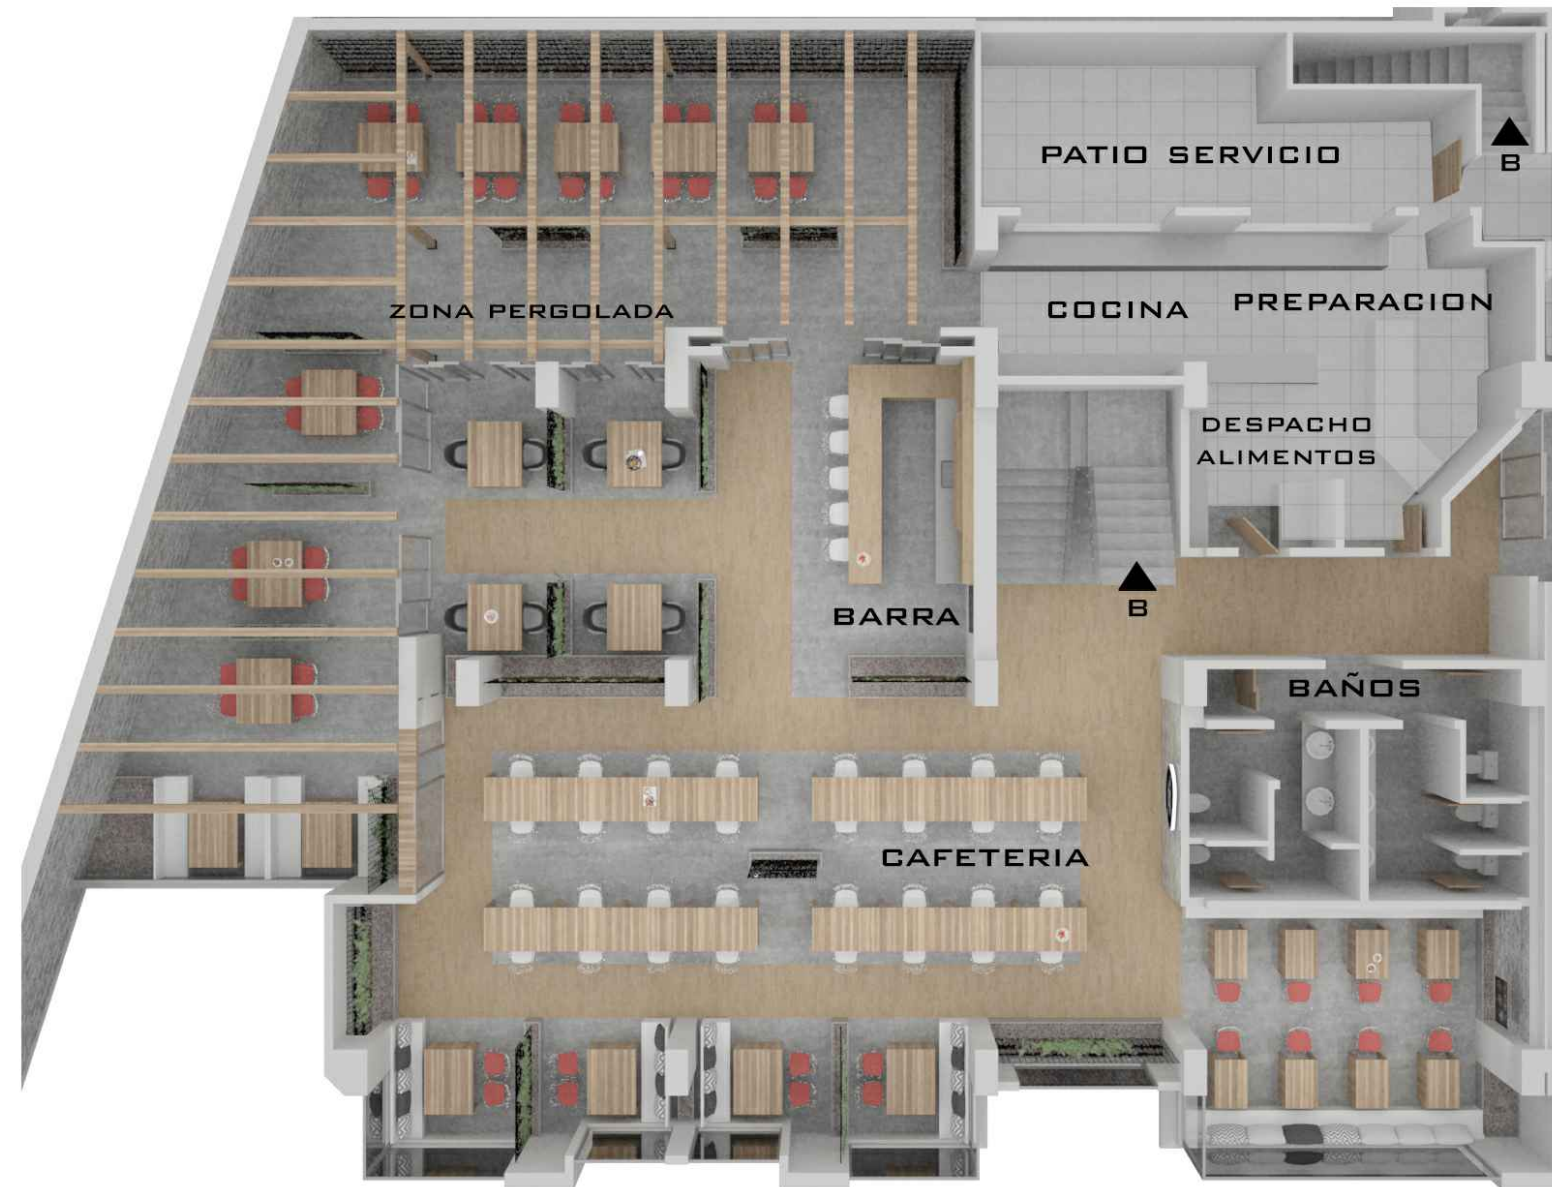 PATIO SERVICIO
B
ZONA PERGOLADA
COCINA
PREPARACION
DESPACHO
ALIMENTOS
BARRA
B
BAÑOS
CAFETERIA